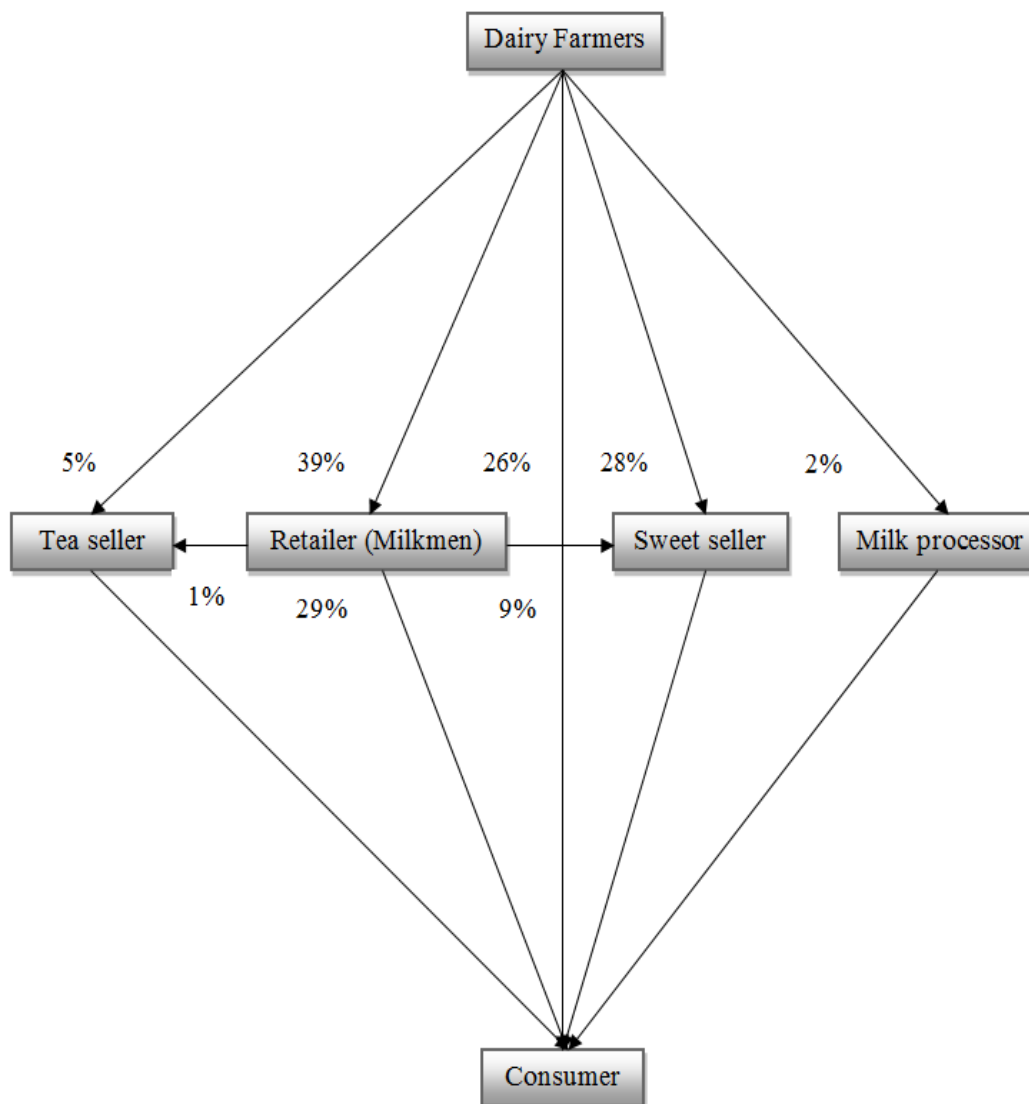 Dairy Farmers
5%
39%
26%
28%
2%
Tea seller
Retailer (Milkmen)
Sweet seller
Milk processor
1%
29%
9%
Consumer